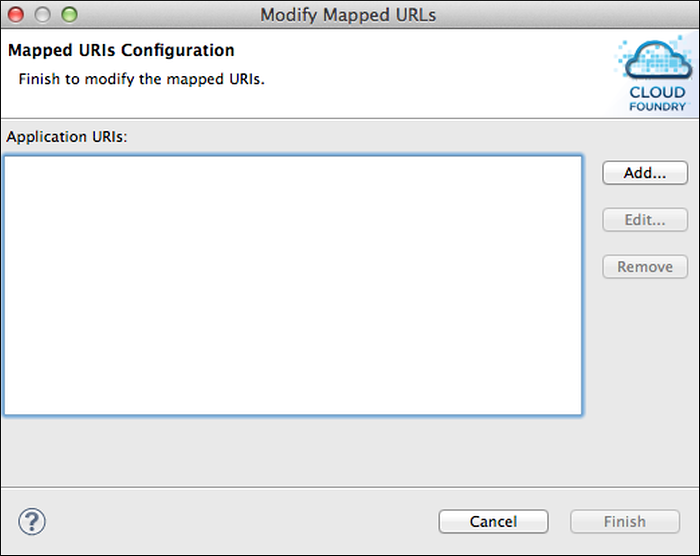 Modify Mapped URLs
Mapped URIs Configuration
Finish to modify the mapped URIs.
CLOUD
FOUNDRY
Application URIs:
Add...
Edit...
Remove
?
Cancel
Finish